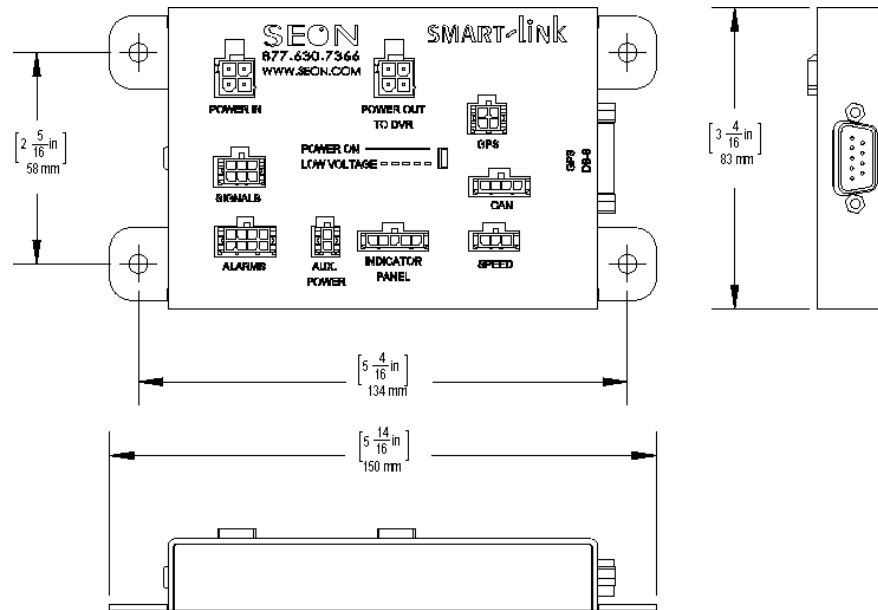 SEON
877.630.7366
WWW.SEON.COM
SMART-link
POWER IN
POWER OUT
TO DVR
GPS
GPS
DB-9
POWER ON
LOW VOLTAGE
SIGNALS
CAN
ALARMS
AUX.
POWER
INDICATOR
PANEL
SPEED
[2 5/16 in]
58 mm
[3 4/16 in]
83 mm
[5 4/16 in]
134 mm
[5 14/16 in]
150 mm